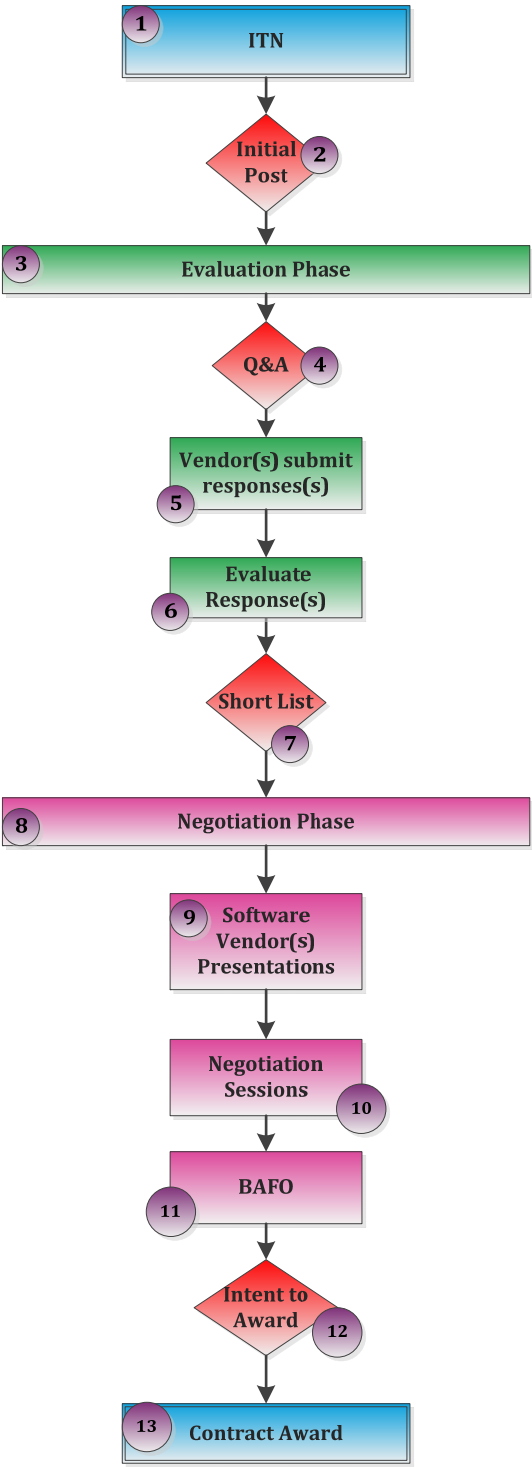 1
ITN
Initial
2
Post
3
Evaluation Phase
Q&A
4
Vendor(s) submit
responses(s)
5
Evaluate
Response(s)
6
Short List
7
8
Negotiation Phase
9
Software
Vendor(s)
Presentations
Negotiation
Sessions
10
BAFO
11
Intent to
Award
12
13
Contract Award